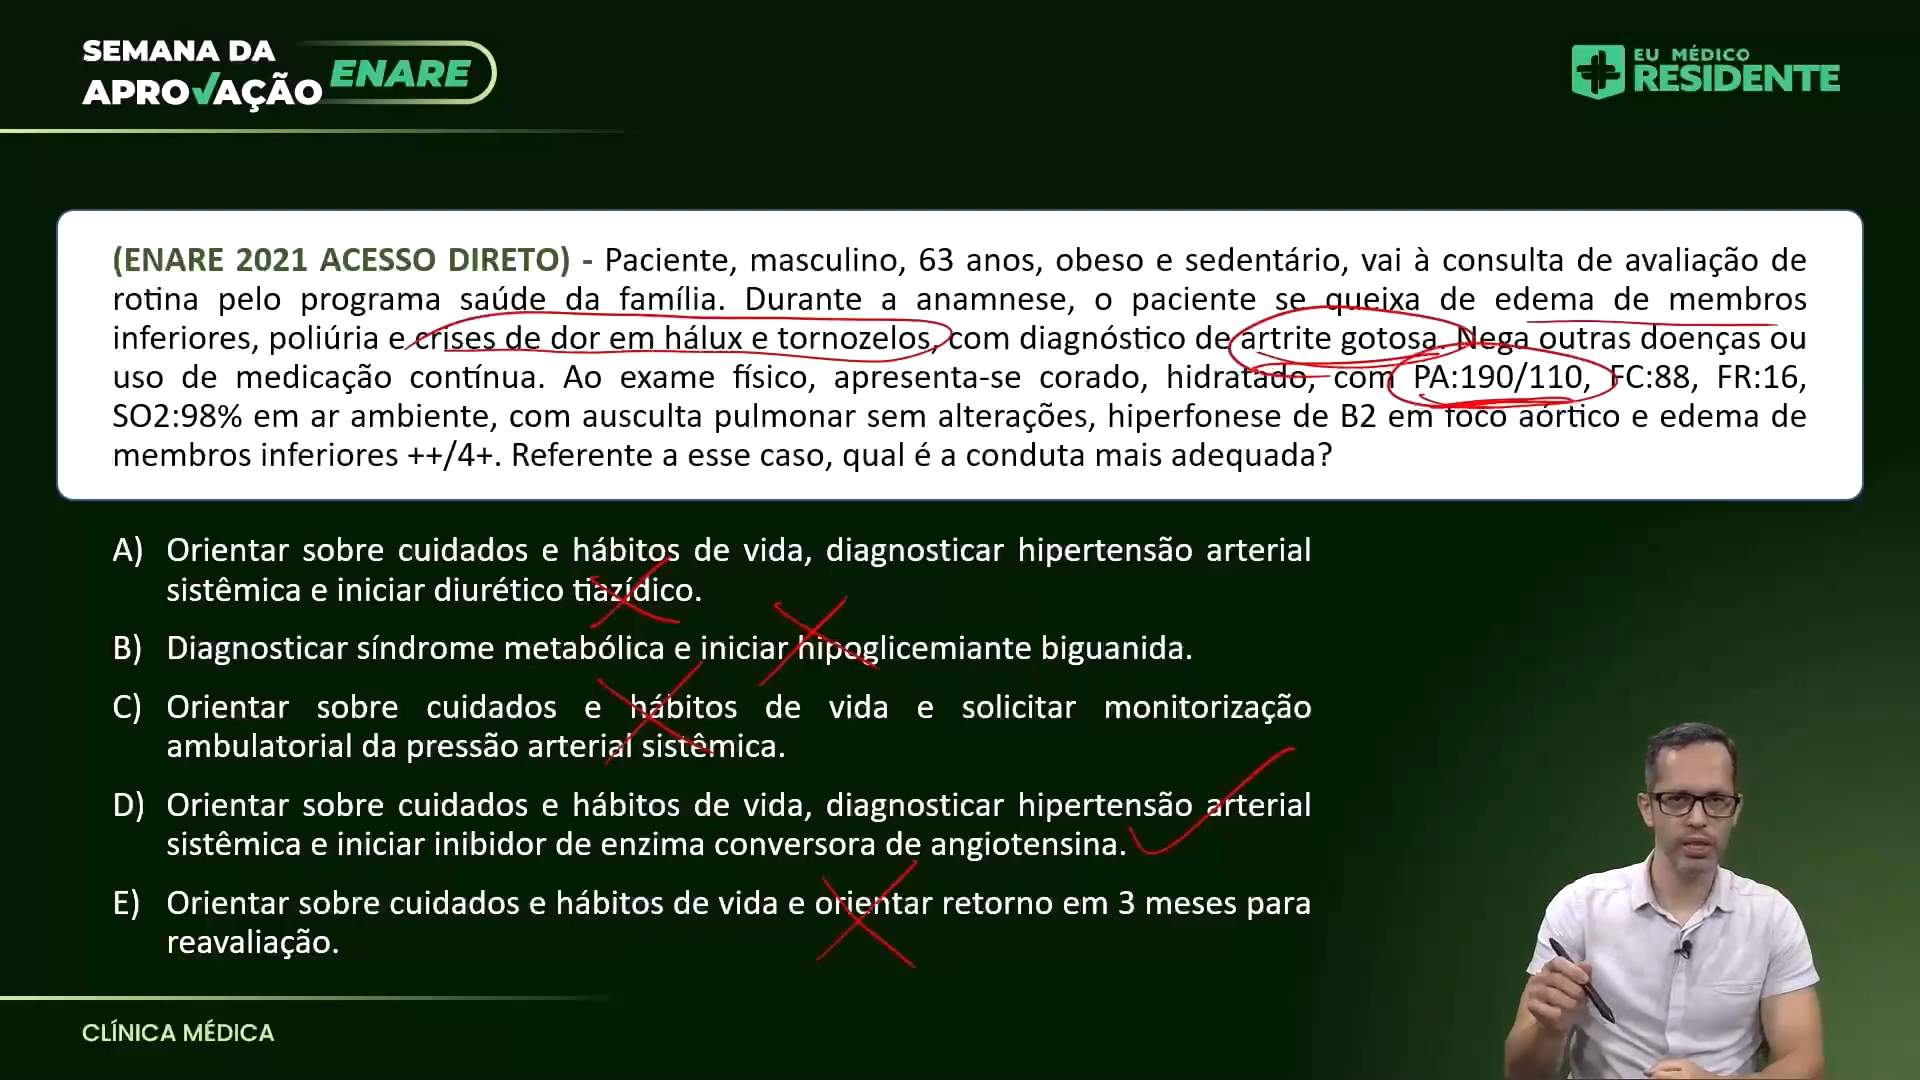 SEMANA DA
APROVAÇÃO ENARE
EU MÉDICO
RESIDENTE
(ENARE 2021 ACESSO DIRETO) - Paciente, masculino, 63 anos, obeso e sedentário, vai à consulta de avaliação de
rotina pelo programa saúde da família. Durante a anamnese, o paciente se queixa de edema de membros
inferiores, poliúria e crises de dor em hálux e tornozelos, com diagnóstico de artrite gotosa. Nega outras doenças ou
uso de medicação contínua. Ao exame físico, apresenta-se corado, hidratado, com PA:190/110, FC:88, FR:16,
SO2:98% em ar ambiente, com ausculta pulmonar sem alterações, hiperfonese de B2 em foco aórtico e edema de
membros inferiores ++/4+. Referente a esse caso, qual é a conduta mais adequada?
A) Orientar sobre cuidados e hábitos de vida, diagnosticar hipertensão arterial
sistêmica e iniciar diurético tiazídico.
B) Diagnosticar síndrome metabólica e iniciar hipoglicemiante biguanida.
C) Orientar sobre cuidados e hábitos de vida e solicitar monitorização
ambulatorial da pressão arterial sistêmica.
D) Orientar sobre cuidados e hábitos de vida, diagnosticar hipertensão arterial
sistêmica e iniciar inibidor de enzima conversora de angiotensina.
E) Orientar sobre cuidados e hábitos de vida e orientar retorno em 3 meses para
reavaliação.
CLÍNICA MÉDICA